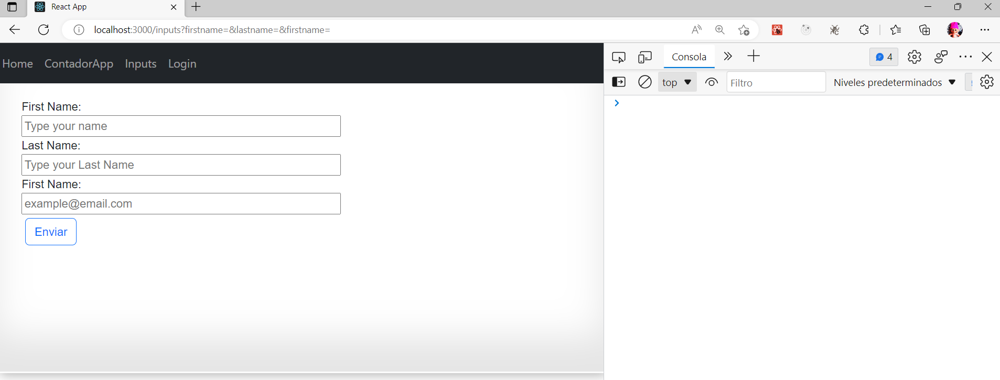 React App
localhost:3000/inputs?firstname=&lastname=&firstname=
Home ContadorApp Inputs Login
First Name:
Type your name
Last Name:
Type your Last Name
First Name:
example@email.com
Enviar
Consola
4
top
Filtro
Niveles predeterminados